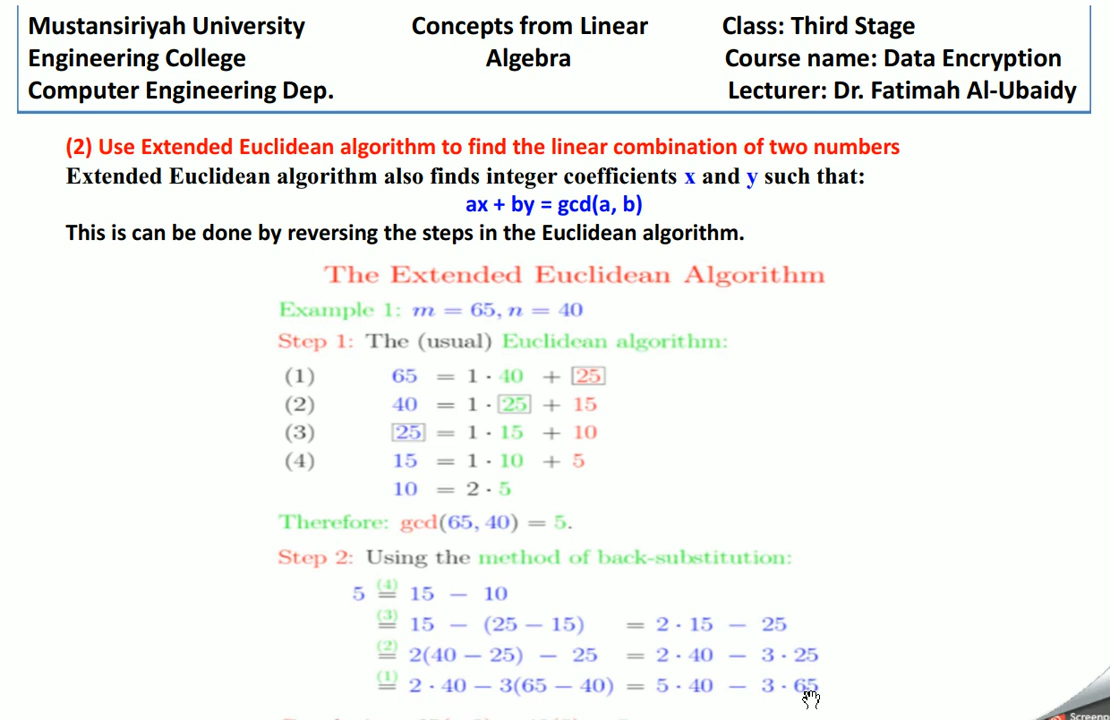 Mustansiriyah University
Engineering College
Computer Engineering Dep.
Concepts from Linear
Algebra
Class: Third Stage
Course name: Data Encryption
Lecturer: Dr. Fatimah Al-Ubaidy
(2) Use Extended Euclidean algorithm to find the linear combination of two numbers
Extended Euclidean algorithm also finds integer coefficients x and y such that:
ax + by = gcd(a, b)
This is can be done by reversing the steps in the Euclidean algorithm.
The Extended Euclidean Algorithm
Example 1: m = 65, n = 40
Step 1: The (usual) Euclidean algorithm:
(1) 65 = 1 · 40 + 25
(2) 40 = 1 · 25 + 15
(3) 25 = 1 · 15 + 10
(4) 15 = 1 · 10 + 5
10 = 2 · 5
Therefore: gcd(65, 40) = 5.
Step 2: Using the method of back-substitution:
5 (4)= 15 − 10
(3)= 15 − (25 − 15) = 2 · 15 − 25
(2)= 2(40 − 25) − 25 = 2 · 40 − 3 · 25
(1)= 2 · 40 − 3(65 − 40) = 5 · 40 − 3 · 65